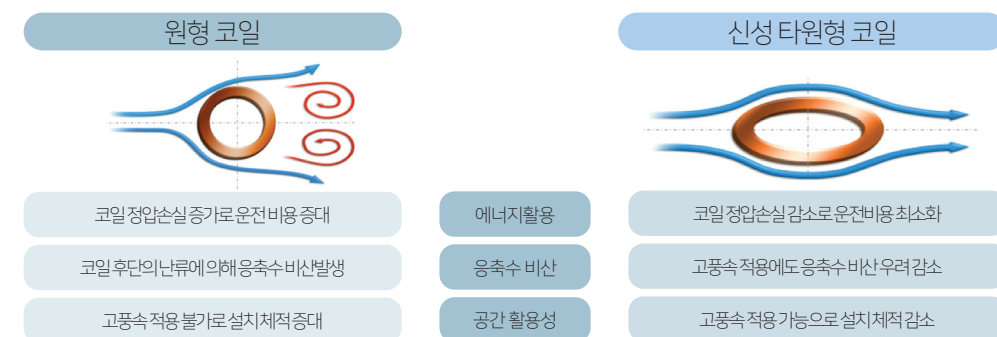 원형 코일
신성 타원형 코일
코일 정압손실 증가로 운전 비용 증대
에너지활용
코일 정압손실 감소로 운전비용 최소화
코일 후단의 난류에 의해 응축수 비산발생
응축수 비산
고풍속 적용에도 응축수 비산 우려 감소
고풍속 적용 불가로 설치 체적 증대
공간 활용성
고풍속 적용 가능으로 설치 체적 감소